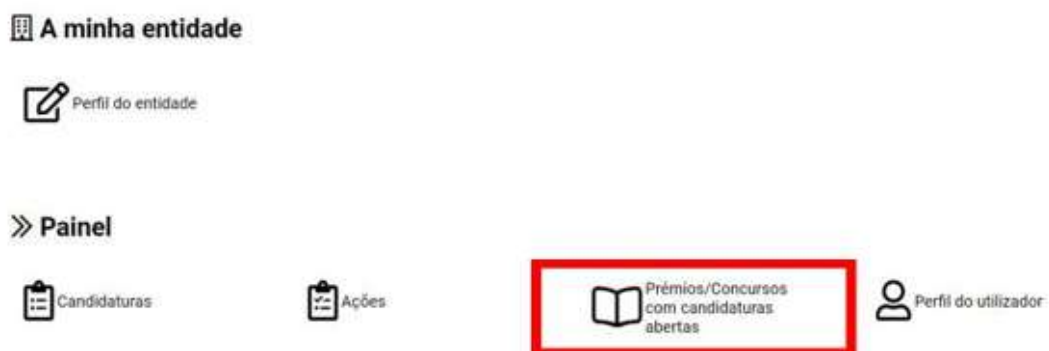 A minha entidade
Perfil do entidade
Painel
Candidaturas
Ações
Prémios/Concursos
com candidaturas
abertas
Perfil do utilizador